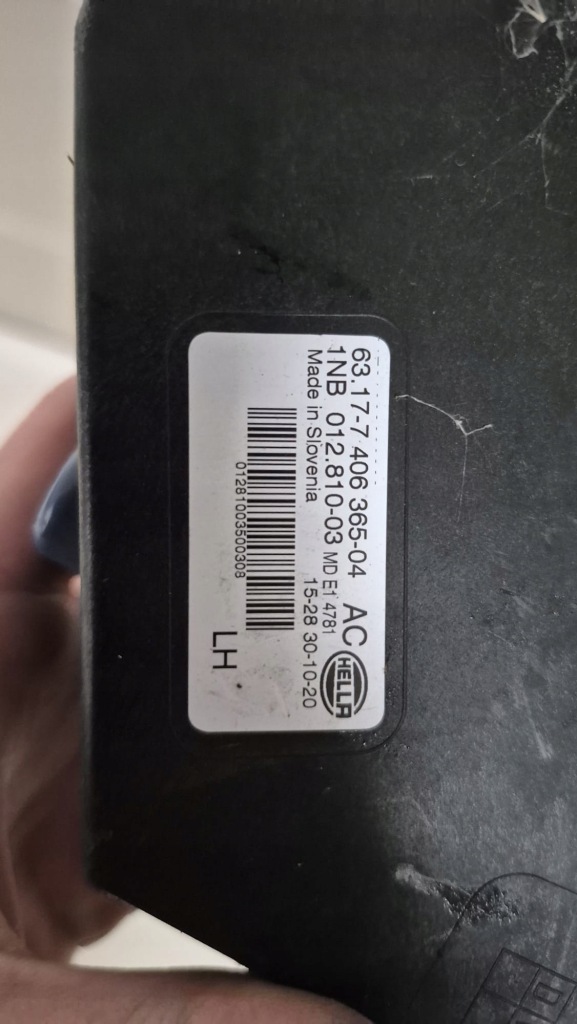 63.17-7 406 365-04 AC
1NB 012.810-03 MD E1 4781
Made in Slovenia 15-28 30-10-20
HELLA
01281003500308
LH